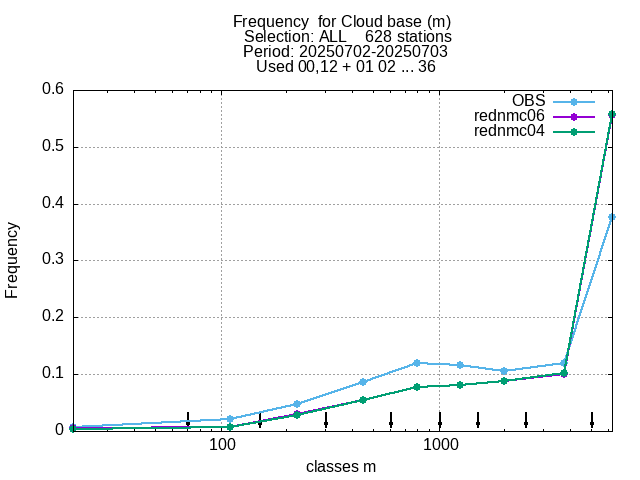 Frequency  for Cloud base (m)
Selection: ALL    628 stations
Period: 20250702-20250703
Used 00,12 + 01 02 ... 36
OBS
rednmc06
rednmc04
Frequency
0.6
0.5
0.4
0.3
0.2
0.1
0
100
1000
classes m